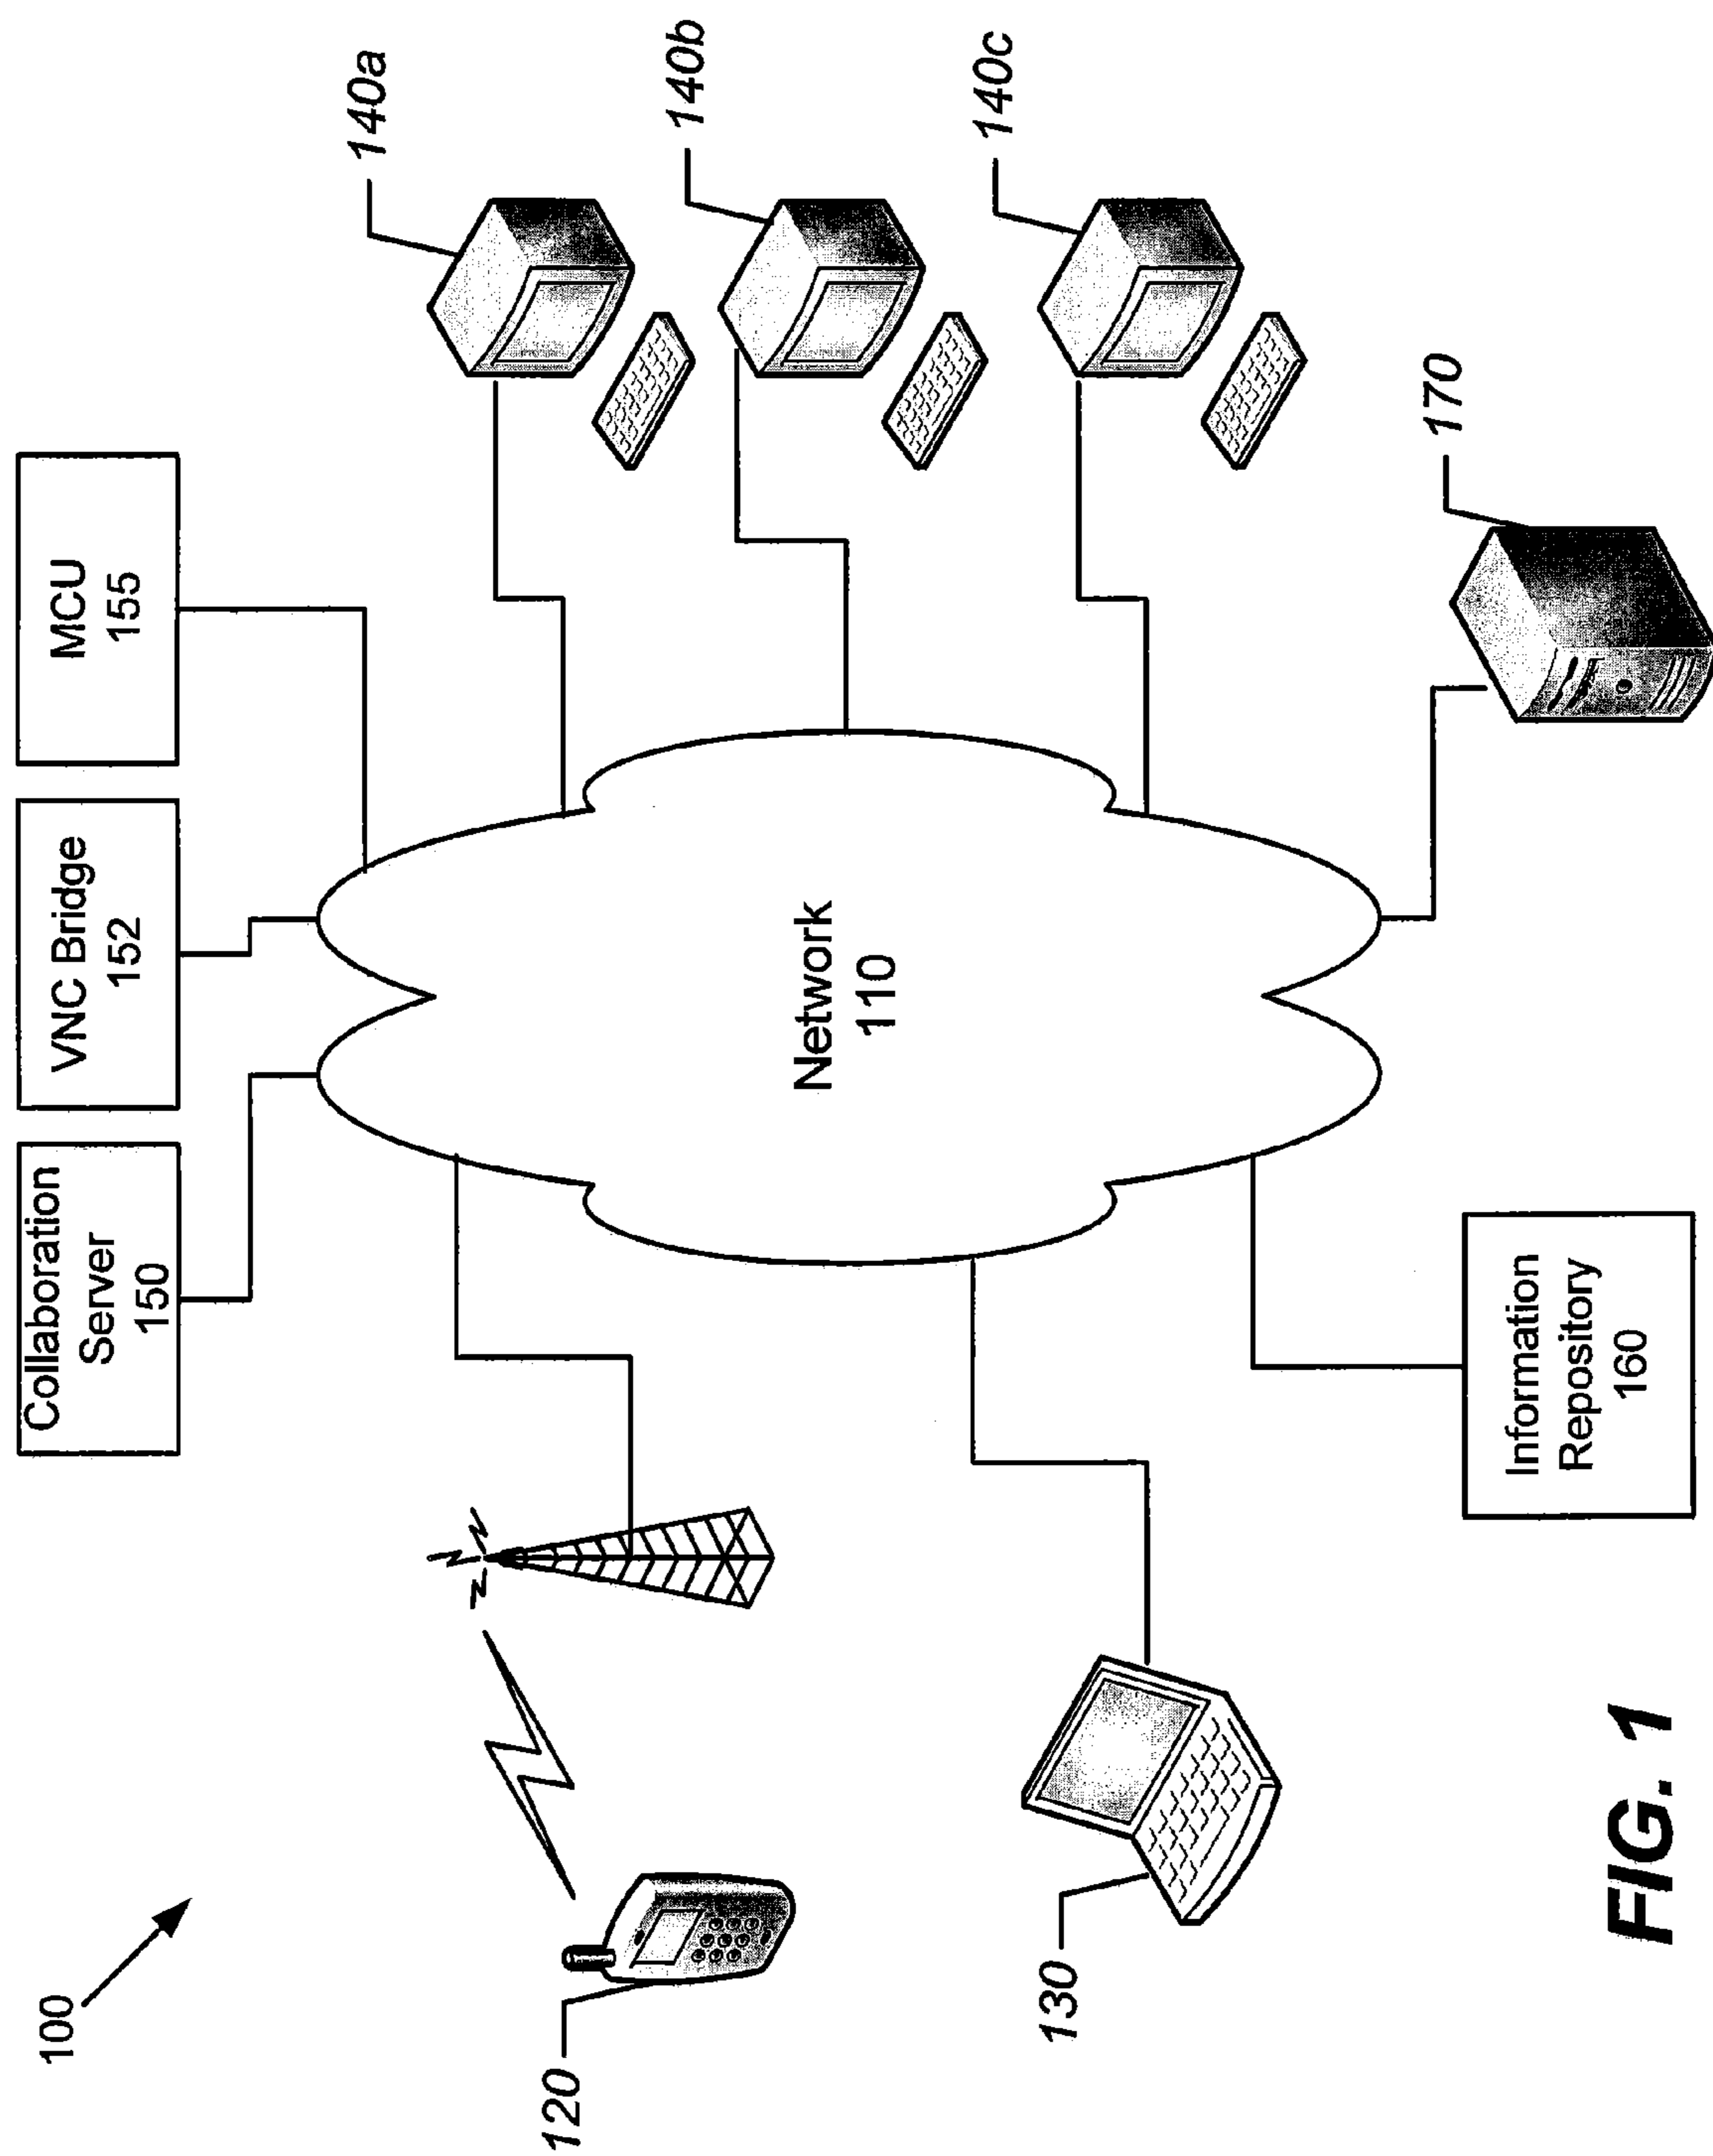 100
Collaboration
Server
150
VNC Bridge
152
MCU
155
140a
140b
140c
120
130
Network
110
Information
Repository
160
170
FIG. 1